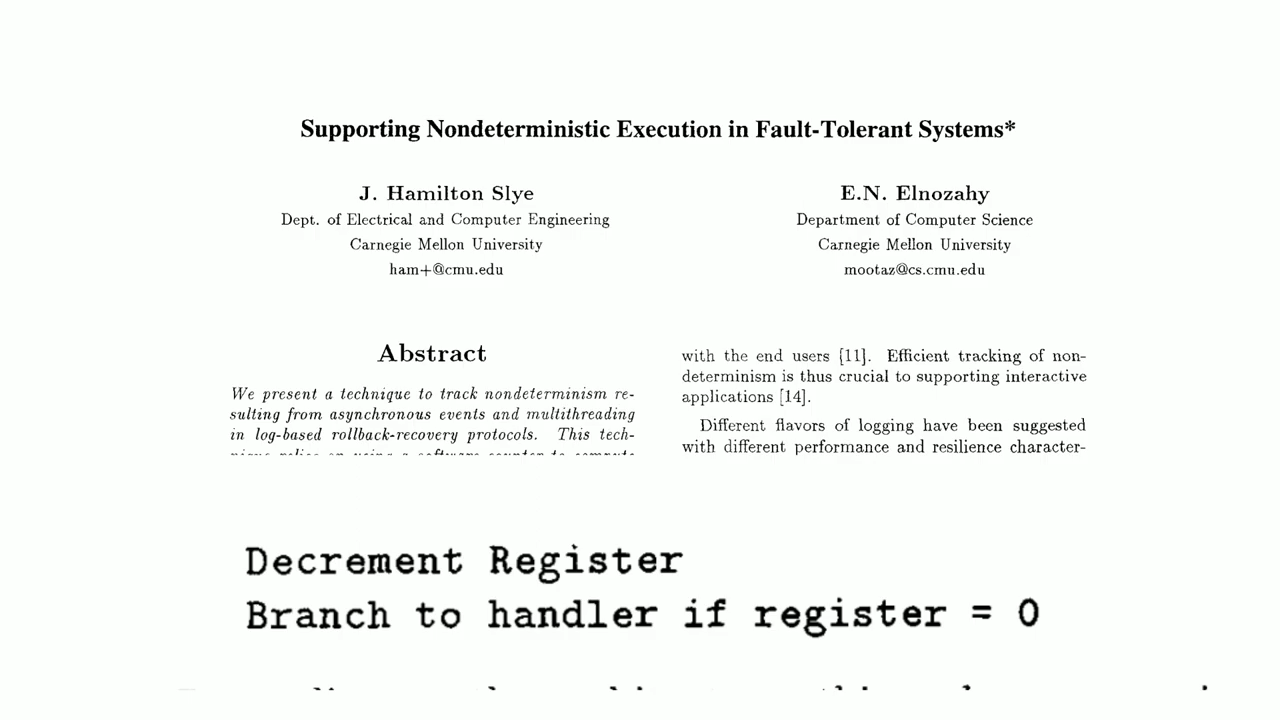 Supporting Nondeterministic Execution in Fault-Tolerant Systems*
J. Hamilton Slye
Dept. of Electrical and Computer Engineering
Carnegie Mellon University
ham+@cmu.edu
E.N. Elnozahy
Department of Computer Science
Carnegie Mellon University
mootaz@cs.cmu.edu
Abstract
We present a technique to track nondeterminism re-
sulting from asynchronous events and multithreading
in log-based rollback-recovery protocols. This tech-
with the end users [11]. Efficient tracking of non-
determinism is thus crucial to supporting interactive
applications [14].
Different flavors of logging have been suggested
with different performance and resilience character-
Decrement Register
Branch to handler if register = 0